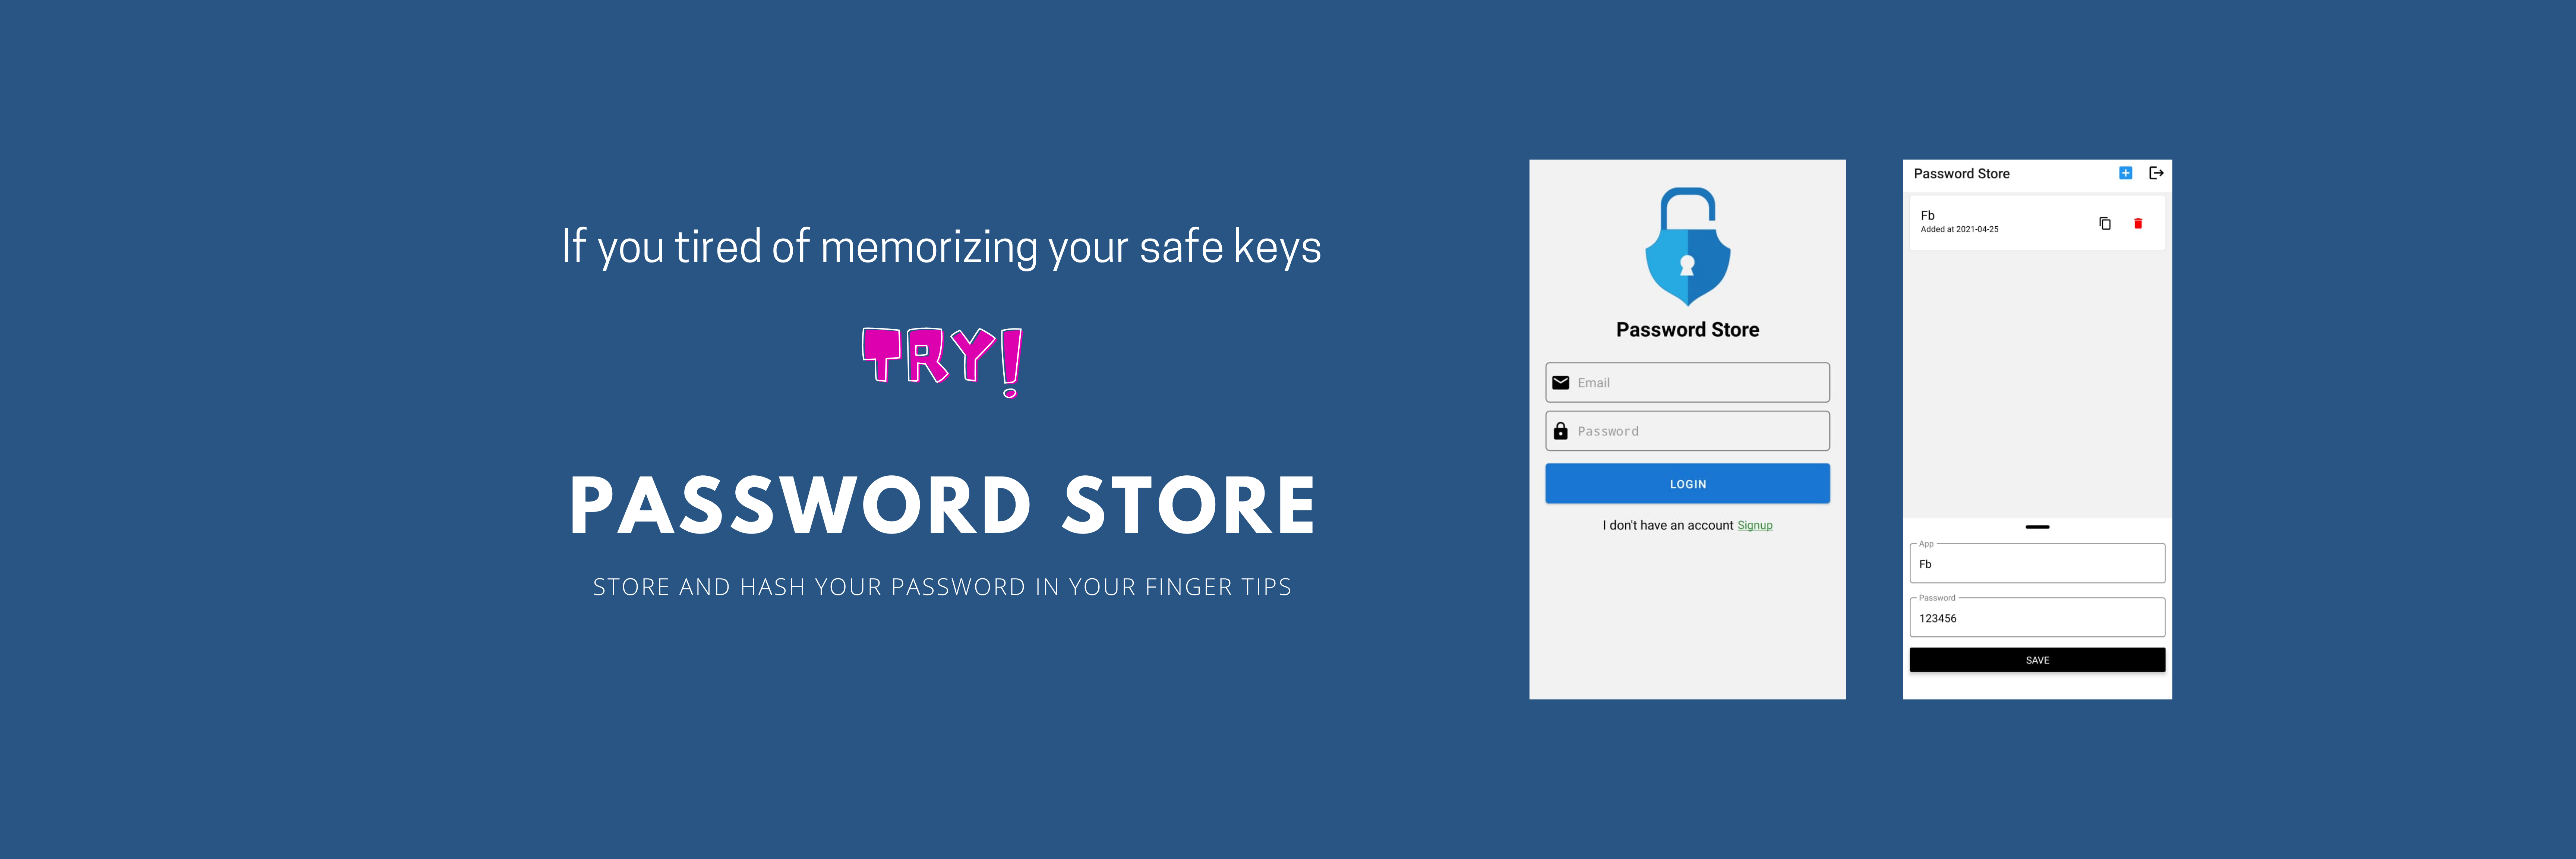 If you tired of memorizing your safe keys
TRY!
PASSWORD STORE
STORE AND HASH YOUR PASSWORD IN YOUR FINGER TIPS
Password Store
Email
Password
LOGIN
I don't have an account Signup
Password Store
Fb
Added at 2021-04-25
App
Fb
Password
123456
SAVE